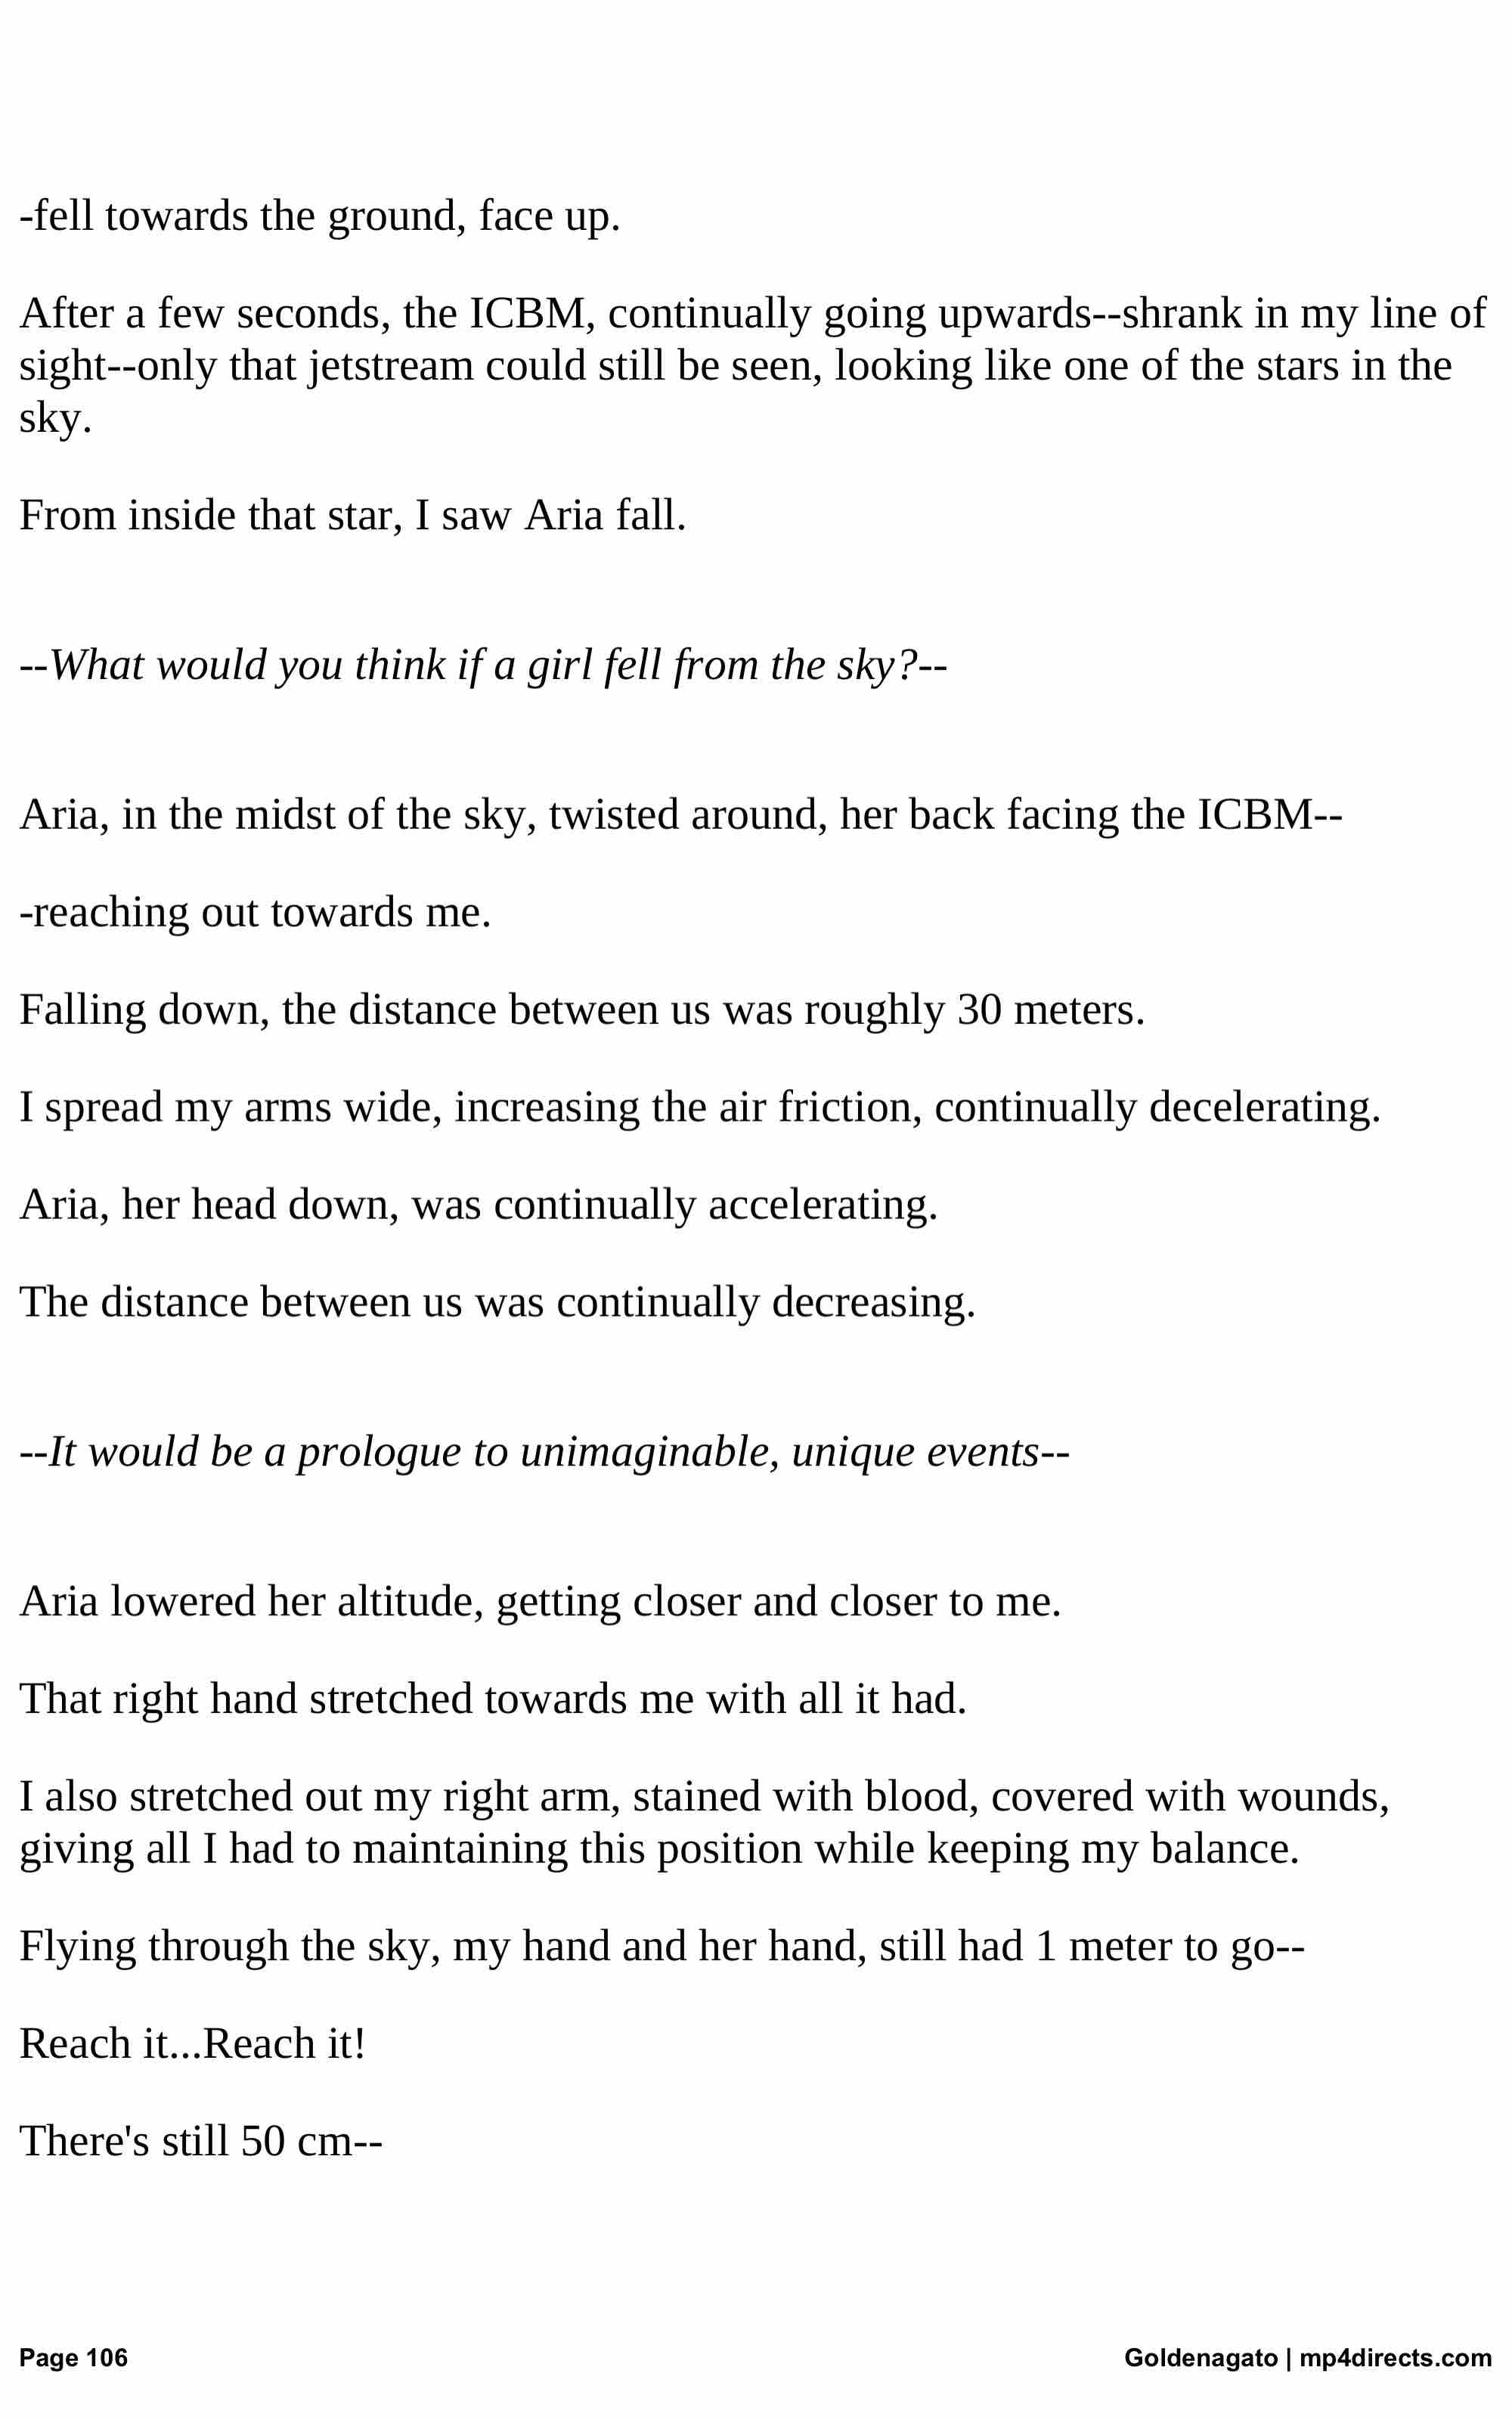 -fell towards the ground, face up.
After a few seconds, the ICBM, continually going upwards--shrank in my line of
sight--only that jetstream could still be seen, looking like one of the stars in the
sky.
From inside that star, I saw Aria fall.
--What would you think if a girl fell from the sky?--
Aria, in the midst of the sky, twisted around, her back facing the ICBM--
-reaching out towards me.
Falling down, the distance between us was roughly 30 meters.
I spread my arms wide, increasing the air friction, continually decelerating.
Aria, her head down, was continually accelerating.
The distance between us was continually decreasing.
--It would be a prologue to unimaginable, unique events--
Aria lowered her altitude, getting closer and closer to me.
That right hand stretched towards me with all it had.
I also stretched out my right arm, stained with blood, covered with wounds,
giving all I had to maintaining this position while keeping my balance.
Flying through the sky, my hand and her hand, still had 1 meter to go--
Reach it...Reach it!
There's still 50 cm--
Page 106
Goldenagato | mp4directs.com